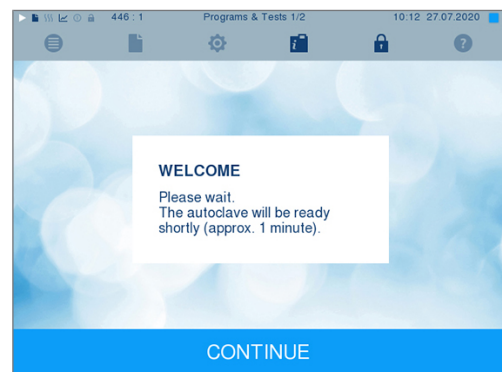 446 : 1 Programs & Tests 1/2 10:12 27.07.2020
WELCOME
Please wait.
The autoclave will be ready
shortly (approx. 1 minute).
CONTINUE